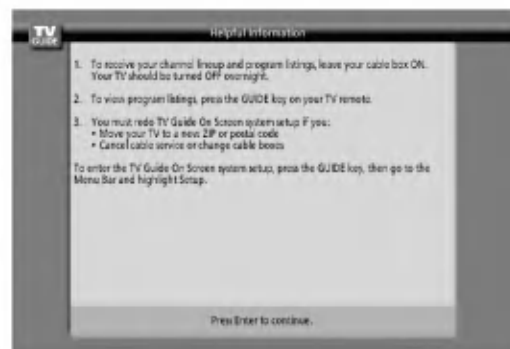 TV
GUIDE
Helpful Information
1. To receive your channel lineup and program listings, leave your cable box ON.
Your TV should be turned OFF overnight.
2. To view program listings, press the GUIDE key on your TV remote.
3. You must redo TV Guide On Screen system setup if you:
• Move your TV to a new ZIP or postal code
• Cancel cable service or change cable boxes
To enter the TV Guide On Screen system setup, press the GUIDE key, then go to the
Menu Bar and highlight Setup.
Press Enter to continue.